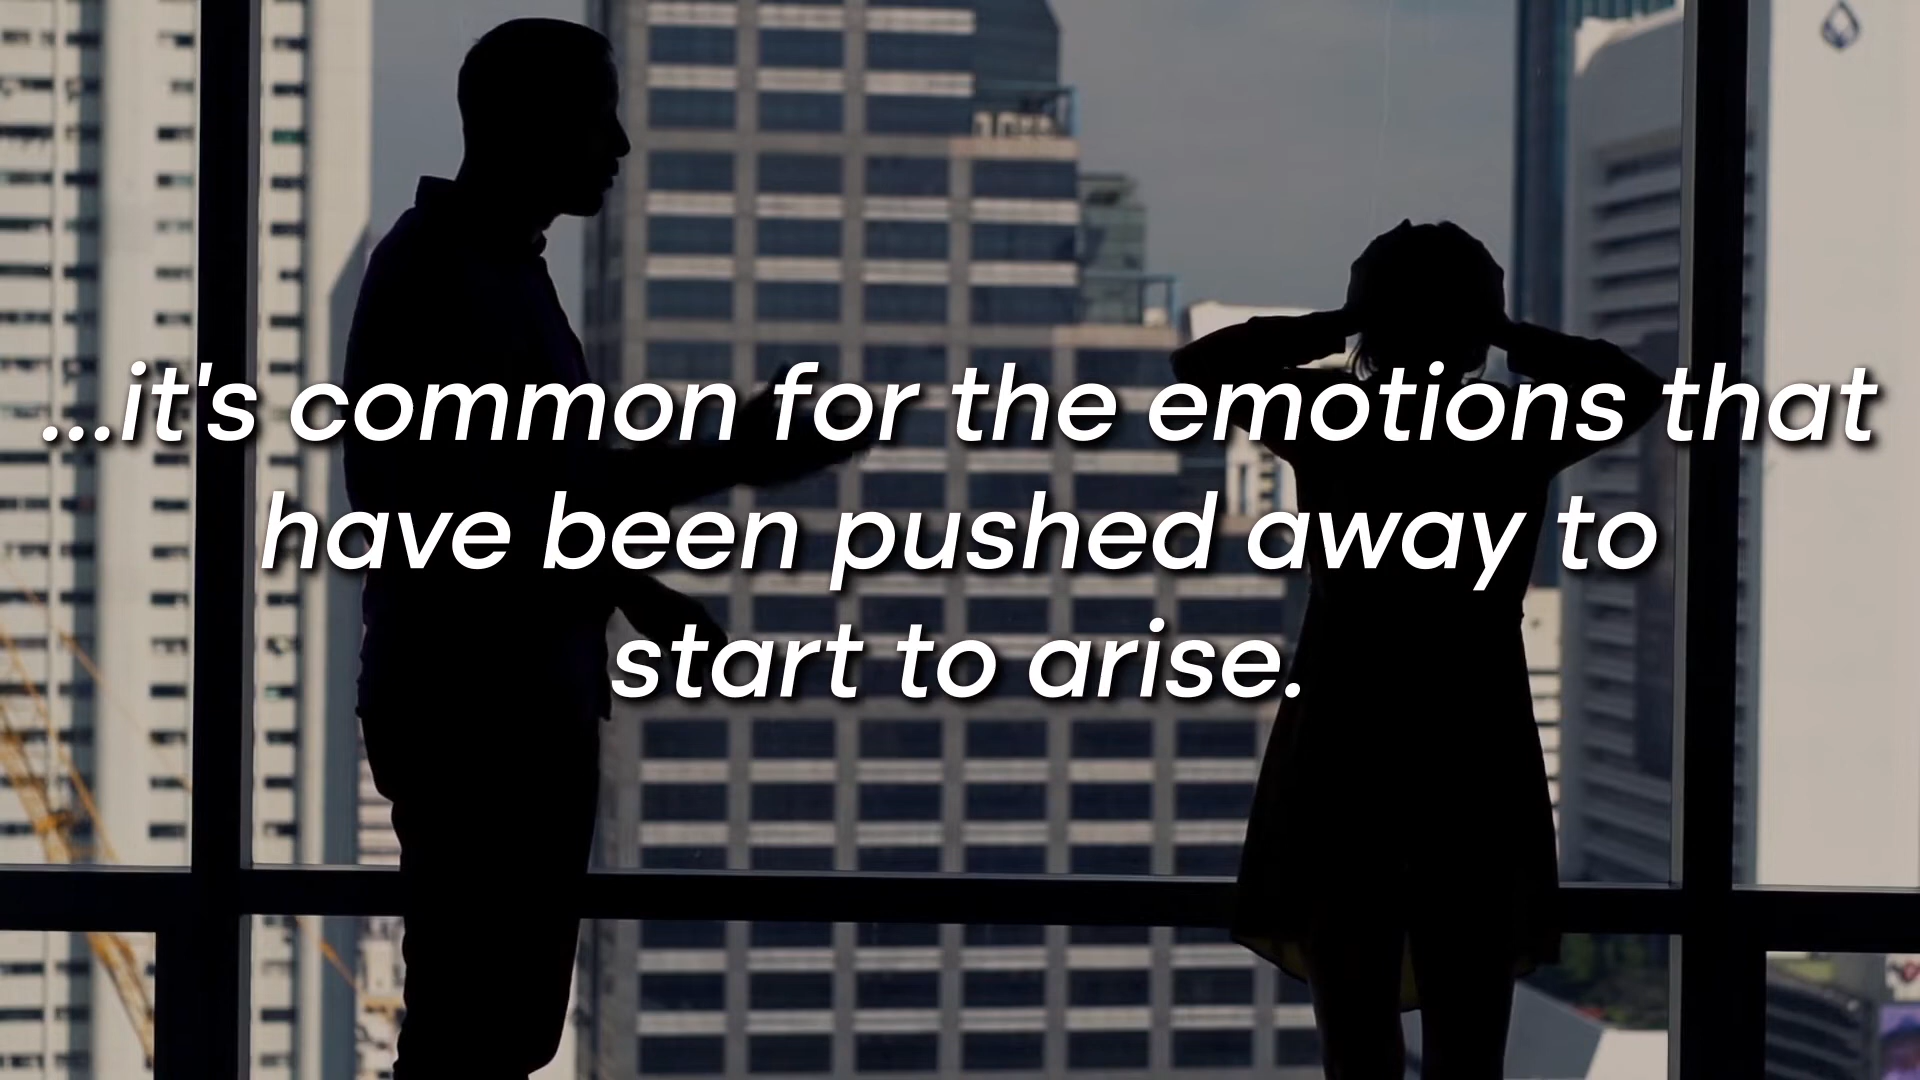 ...it's common for the emotions that
have been pushed away to
start to arise.